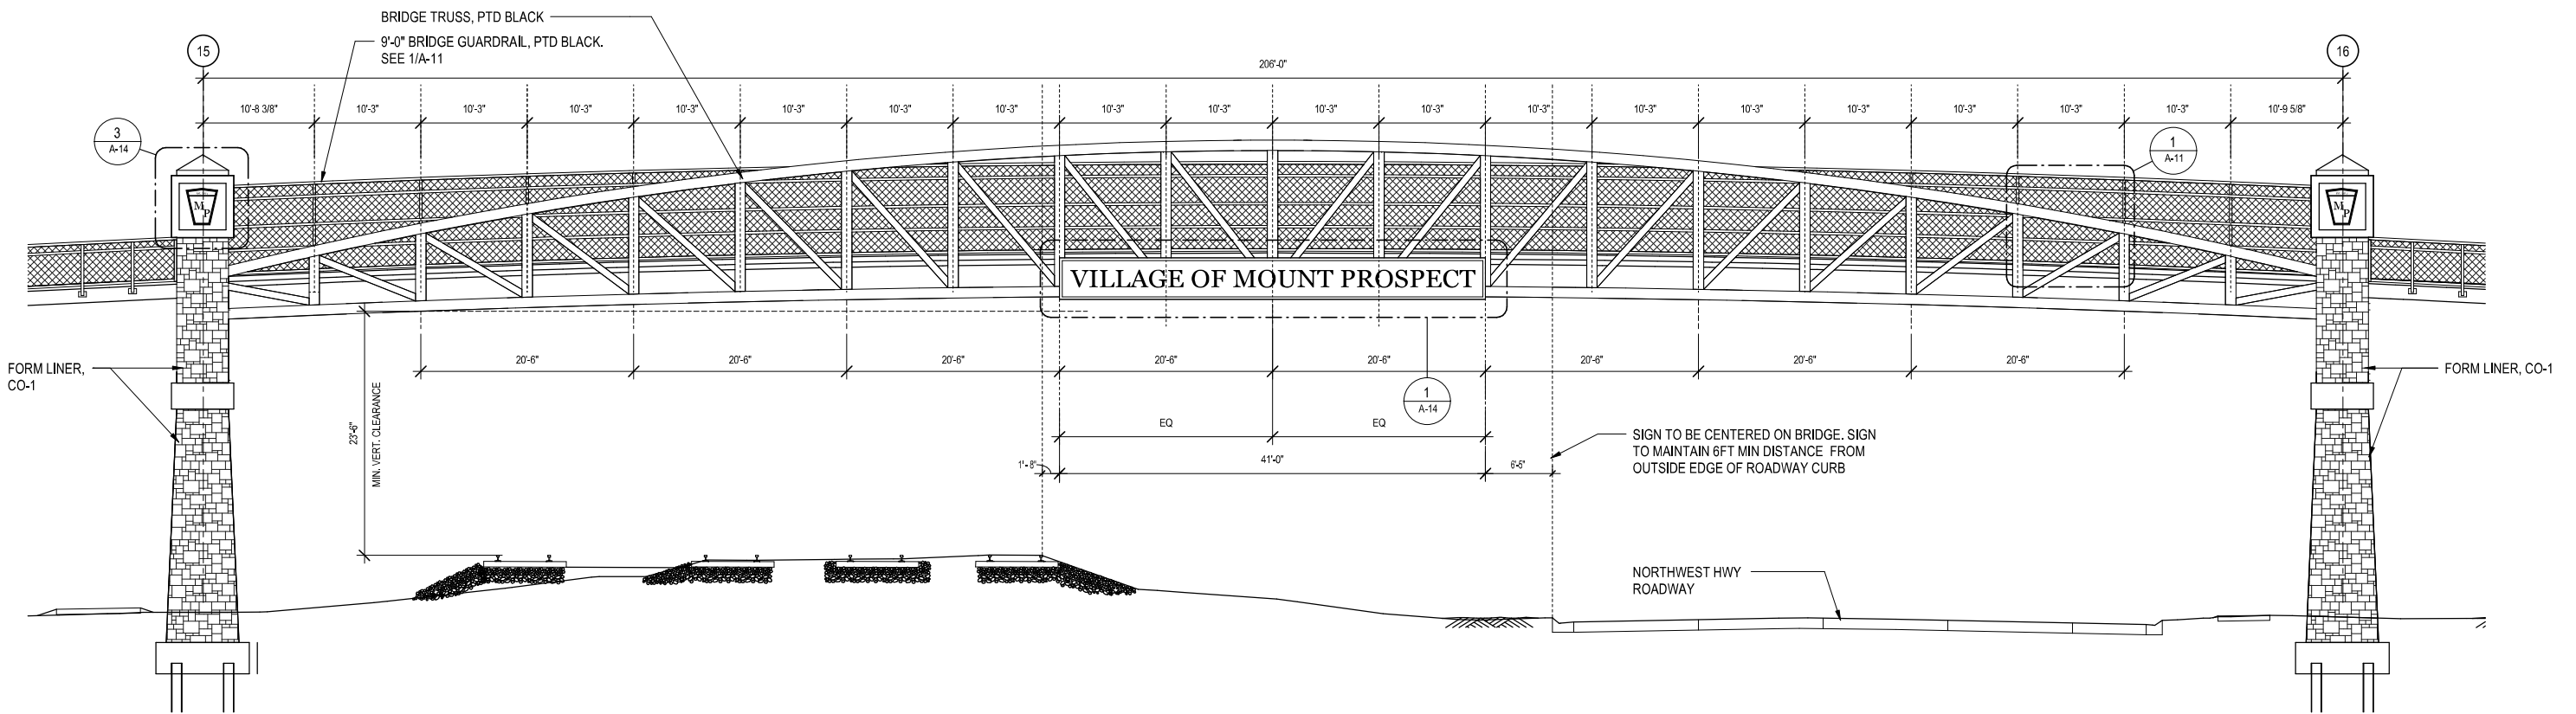 BRIDGE TRUSS, PTD BLACK
9'-0" BRIDGE GUARDRAIL, PTD BLACK.
SEE 1/A-11
15
16
206'-0"
10'-8 3/8" 10'-3" 10'-3" 10'-3" 10'-3" 10'-3" 10'-3" 10'-3" 10'-3" 10'-3" 10'-3" 10'-3" 10'-3" 10'-3" 10'-3" 10'-3" 10'-3" 10'-3" 10'-9 5/8"
3
A-14
1
A-11
M P
M P
VILLAGE OF MOUNT PROSPECT
20'-6" 20'-6" 20'-6" 20'-6" 20'-6" 20'-6" 20'-6" 20'-6"
FORM LINER,
CO-1
FORM LINER, CO-1
23'-6"
MIN. VERT. CLEARANCE
1
A-14
EQ EQ
1'-8" 41'-0" 6'-5"
SIGN TO BE CENTERED ON BRIDGE. SIGN
TO MAINTAIN 6FT MIN DISTANCE FROM
OUTSIDE EDGE OF ROADWAY CURB
NORTHWEST HWY
ROADWAY